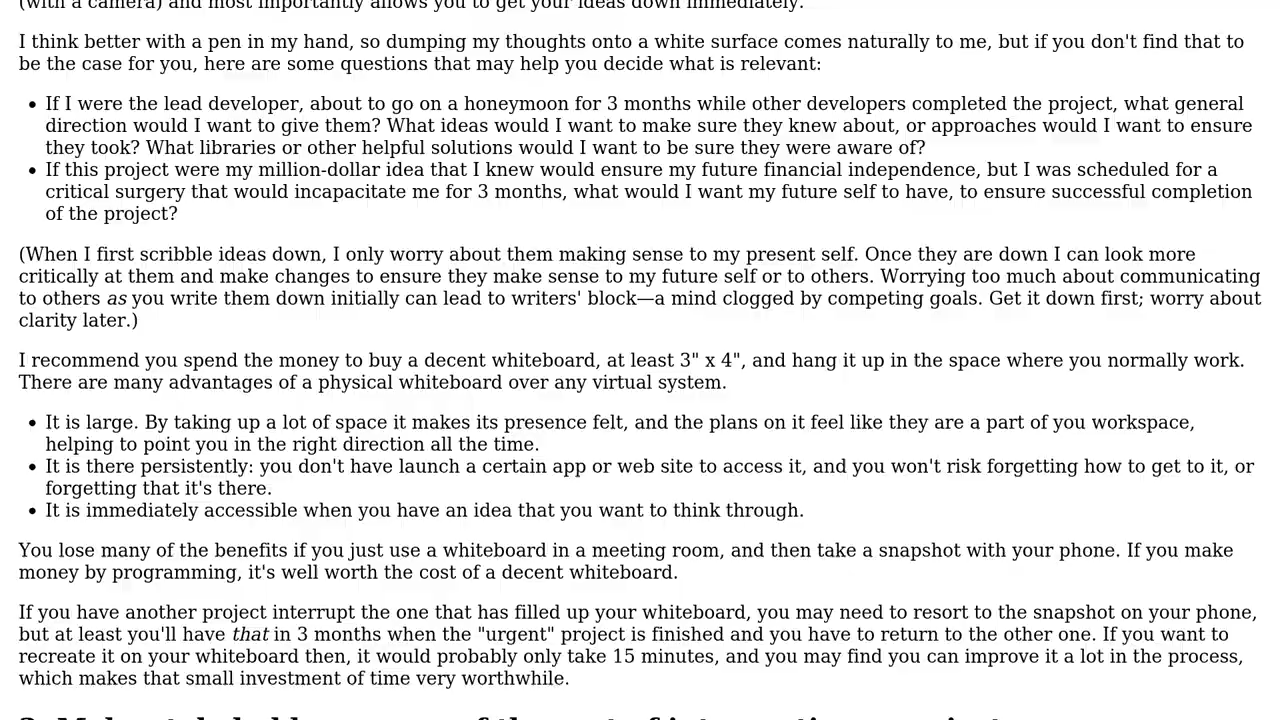 (with a camera) and most importantly allows you to get your ideas down immediately.
I think better with a pen in my hand, so dumping my thoughts onto a white surface comes naturally to me, but if you don't find that to
be the case for you, here are some questions that may help you decide what is relevant:
• If I were the lead developer, about to go on a honeymoon for 3 months while other developers completed the project, what general
direction would I want to give them? What ideas would I want to make sure they knew about, or approaches would I want to ensure
they took? What libraries or other helpful solutions would I want to be sure they were aware of?
• If this project were my million-dollar idea that I knew would ensure my future financial independence, but I was scheduled for a
critical surgery that would incapacitate me for 3 months, what would I want my future self to have, to ensure successful completion
of the project?
(When I first scribble ideas down, I only worry about them making sense to my present self. Once they are down I can look more
critically at them and make changes to ensure they make sense to my future self or to others. Worrying too much about communicating
to others as you write them down initially can lead to writers' block—a mind clogged by competing goals. Get it down first; worry about
clarity later.)
I recommend you spend the money to buy a decent whiteboard, at least 3" x 4", and hang it up in the space where you normally work.
There are many advantages of a physical whiteboard over any virtual system.
• It is large. By taking up a lot of space it makes its presence felt, and the plans on it feel like they are a part of you workspace,
helping to point you in the right direction all the time.
• It is there persistently: you don't have launch a certain app or web site to access it, and you won't risk forgetting how to get to it, or
forgetting that it's there.
• It is immediately accessible when you have an idea that you want to think through.
You lose many of the benefits if you just use a whiteboard in a meeting room, and then take a snapshot with your phone. If you make
money by programming, it's well worth the cost of a decent whiteboard.
If you have another project interrupt the one that has filled up your whiteboard, you may need to resort to the snapshot on your phone,
but at least you'll have that in 3 months when the "urgent" project is finished and you have to return to the other one. If you want to
recreate it on your whiteboard then, it would probably only take 15 minutes, and you may find you can improve it a lot in the process,
which makes that small investment of time very worthwhile.